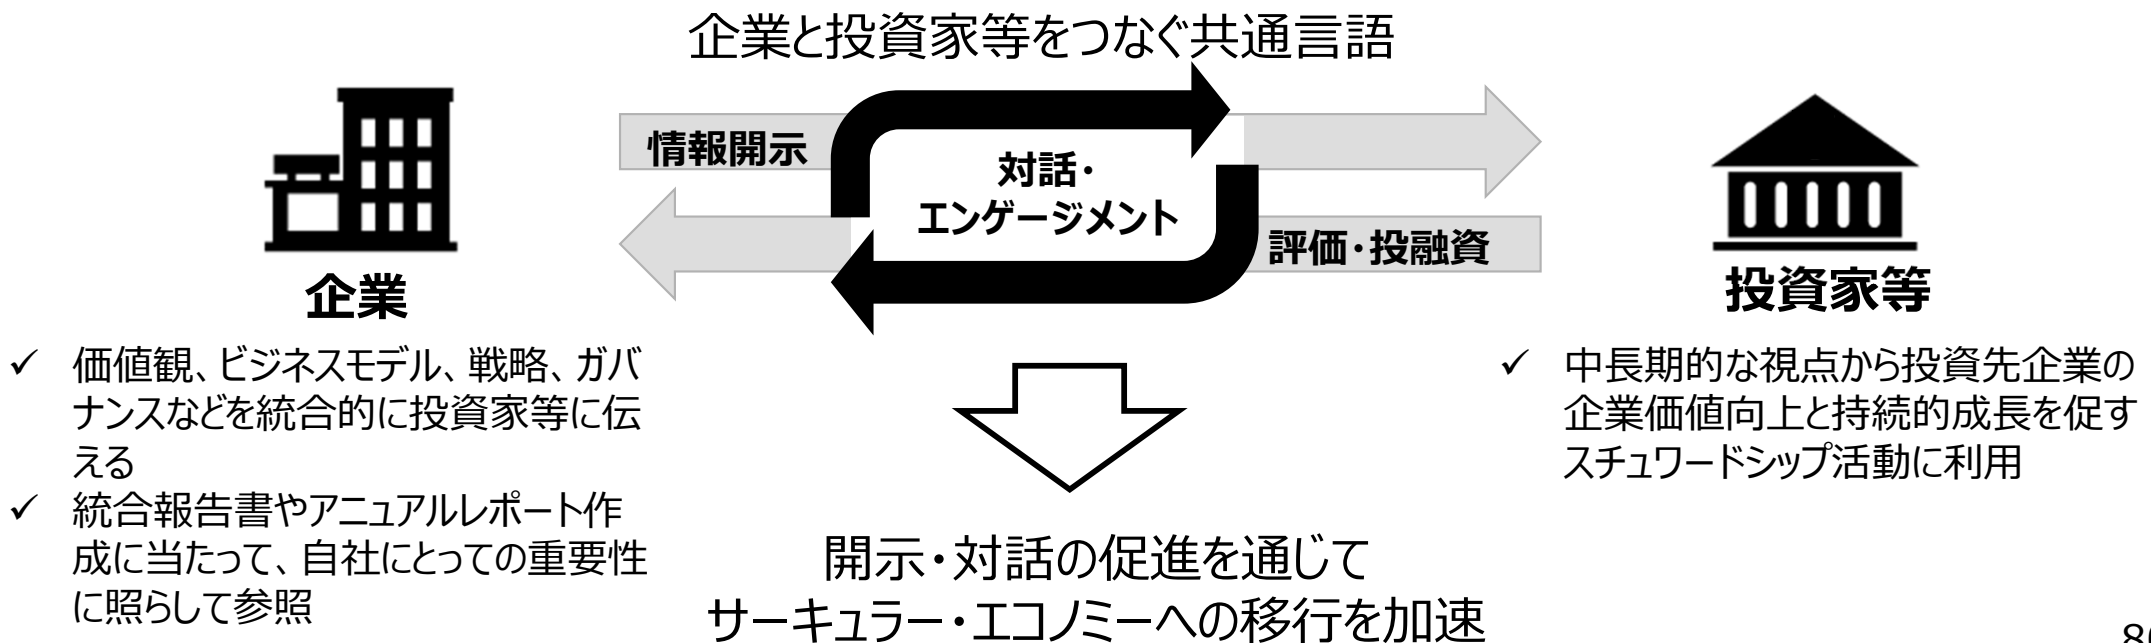 企業と投資家等をつなぐ共通言語
情報開示
対話・
エンゲージメント
評価・投融資
企業
投資家等
✓ 価値観、ビジネスモデル、戦略、ガバ
ナンスなどを統合的に投資家等に伝
える
✓ 統合報告書やアニュアルレポート作
成に当たって、自社にとっての重要性
に照らして参照
✓ 中長期的な視点から投資先企業の
企業価値向上と持続的成長を促す
スチュワードシップ活動に利用
開示・対話の促進を通じて
サーキュラー・エコノミーへの移行を加速